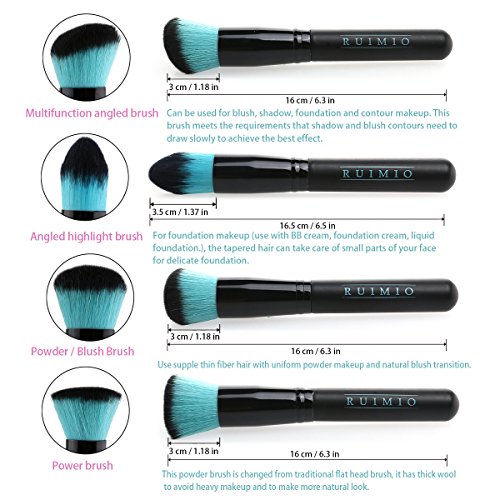 RUIMIO
3 cm / 1.18 in
16 cm / 6.3 in
Multifunction angled brush
Can be used for blush, shadow, foundation and contour makeup. This
brush meets the requirements that shadow and blush contours need to
draw slowly to achieve the best effect.
RUIMIO
3.5 cm / 1.37 in
16.5 cm / 6.5 in
Angled highlight brush
For foundation makeup (use with BB cream, foundation cream, liquid
foundation.), the tapered hair can take care of small parts of your face
for delicate foundation.
RUIMIO
3 cm / 1.18 in
16 cm / 6.3 in
Powder / Blush Brush
Use supple thin fiber hair with uniform powder makeup and natural blush transition.
RUIMIO
3 cm / 1.18 in
16 cm / 6.3 in
Power brush
This powder brush is changed from traditional flat head brush, it has thick wool
to avoid heavy makeup and to make more natural look.